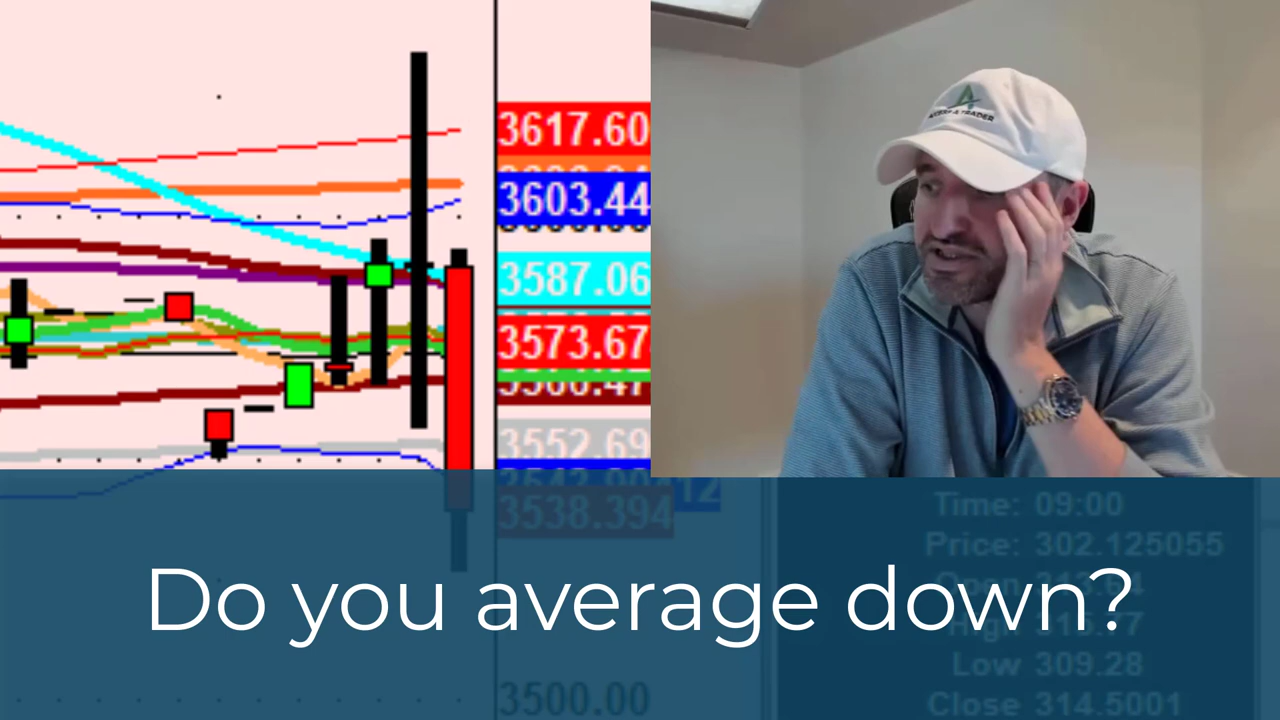 3617.60
3603.44
3587.06
3573.67
3552.69
3538.394
Time: 09:00
Price: 302.125055
Do you average down?
Low 309.28
3500.00
Close 314.5001